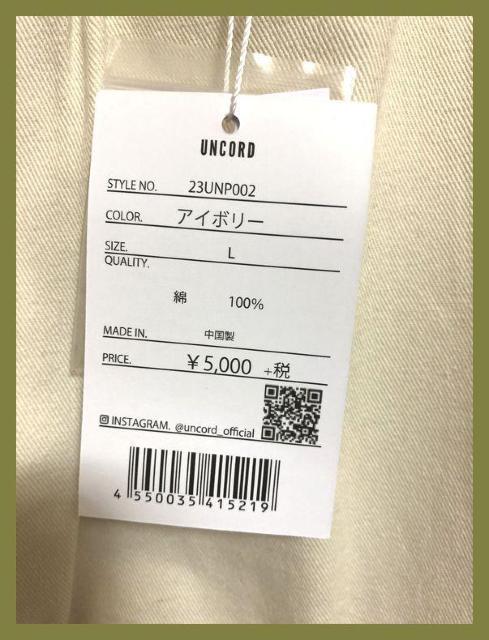 UNCORD
STYLE NO. 23UNP002
COLOR. アイボリー
SIZE. L
QUALITY.
綿 100%
MADE IN. 中国製
PRICE. ￥5,000 +税
INSTAGRAM. @uncord_official
4 550035 415219